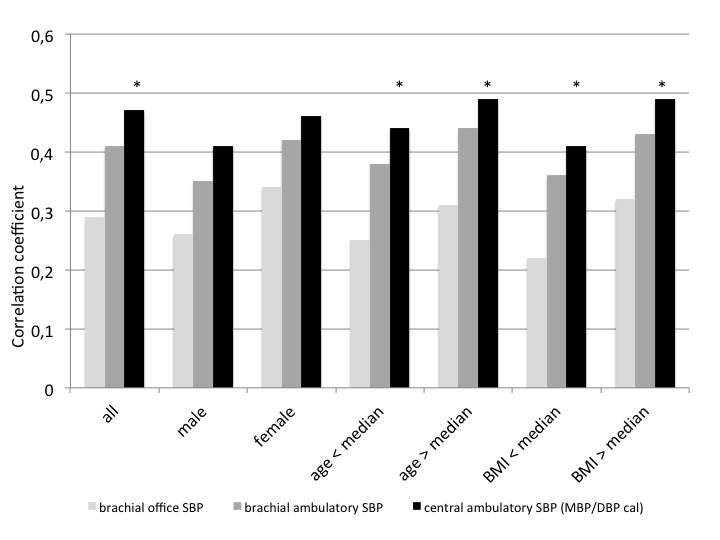 0,6
0,5
0,4
0,3
0,2
0,1
0
Correlation coefficient
* * * * *
all
male
female
age < median
age > median
BMI < median
BMI > median
brachial office SBP
brachial ambulatory SBP
central ambulatory SBP (MBP/DBP cal)